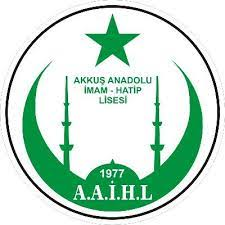 AKKUŞ ANADOLU
İMAM - HATİP
LİSESİ
1977
A.A.İ.H.L